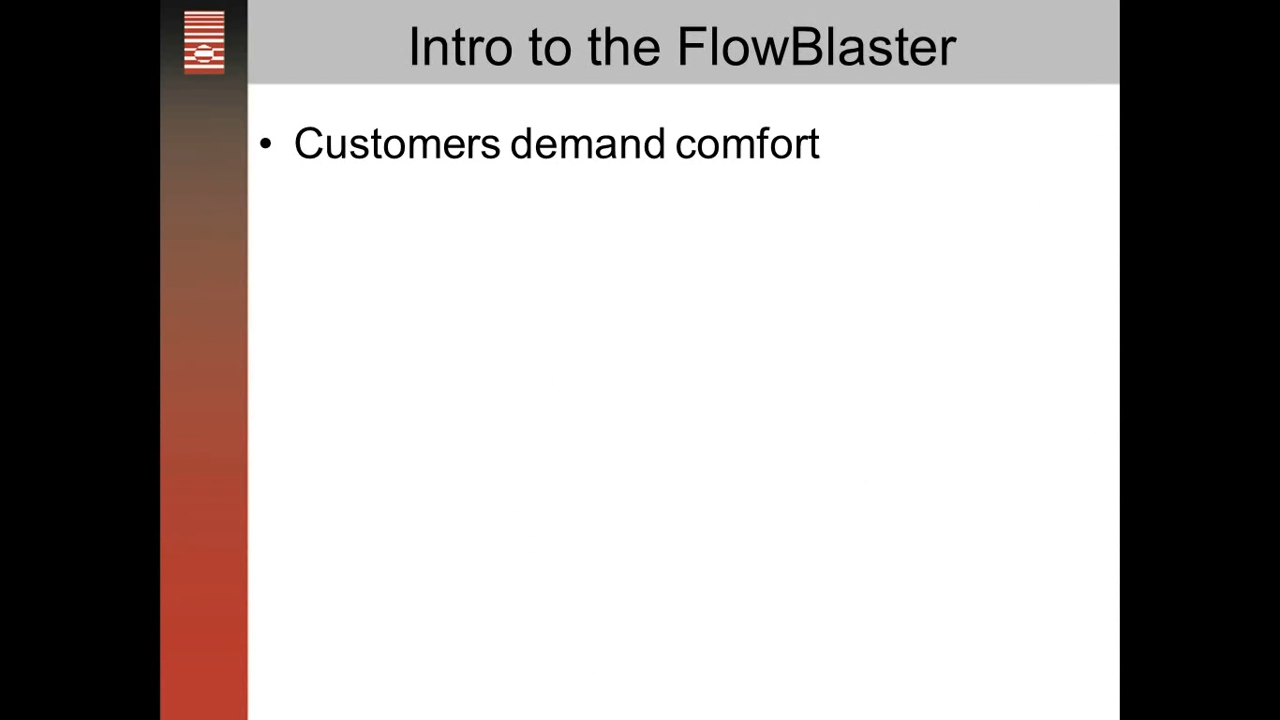 Intro to the FlowBlaster
• Customers demand comfort